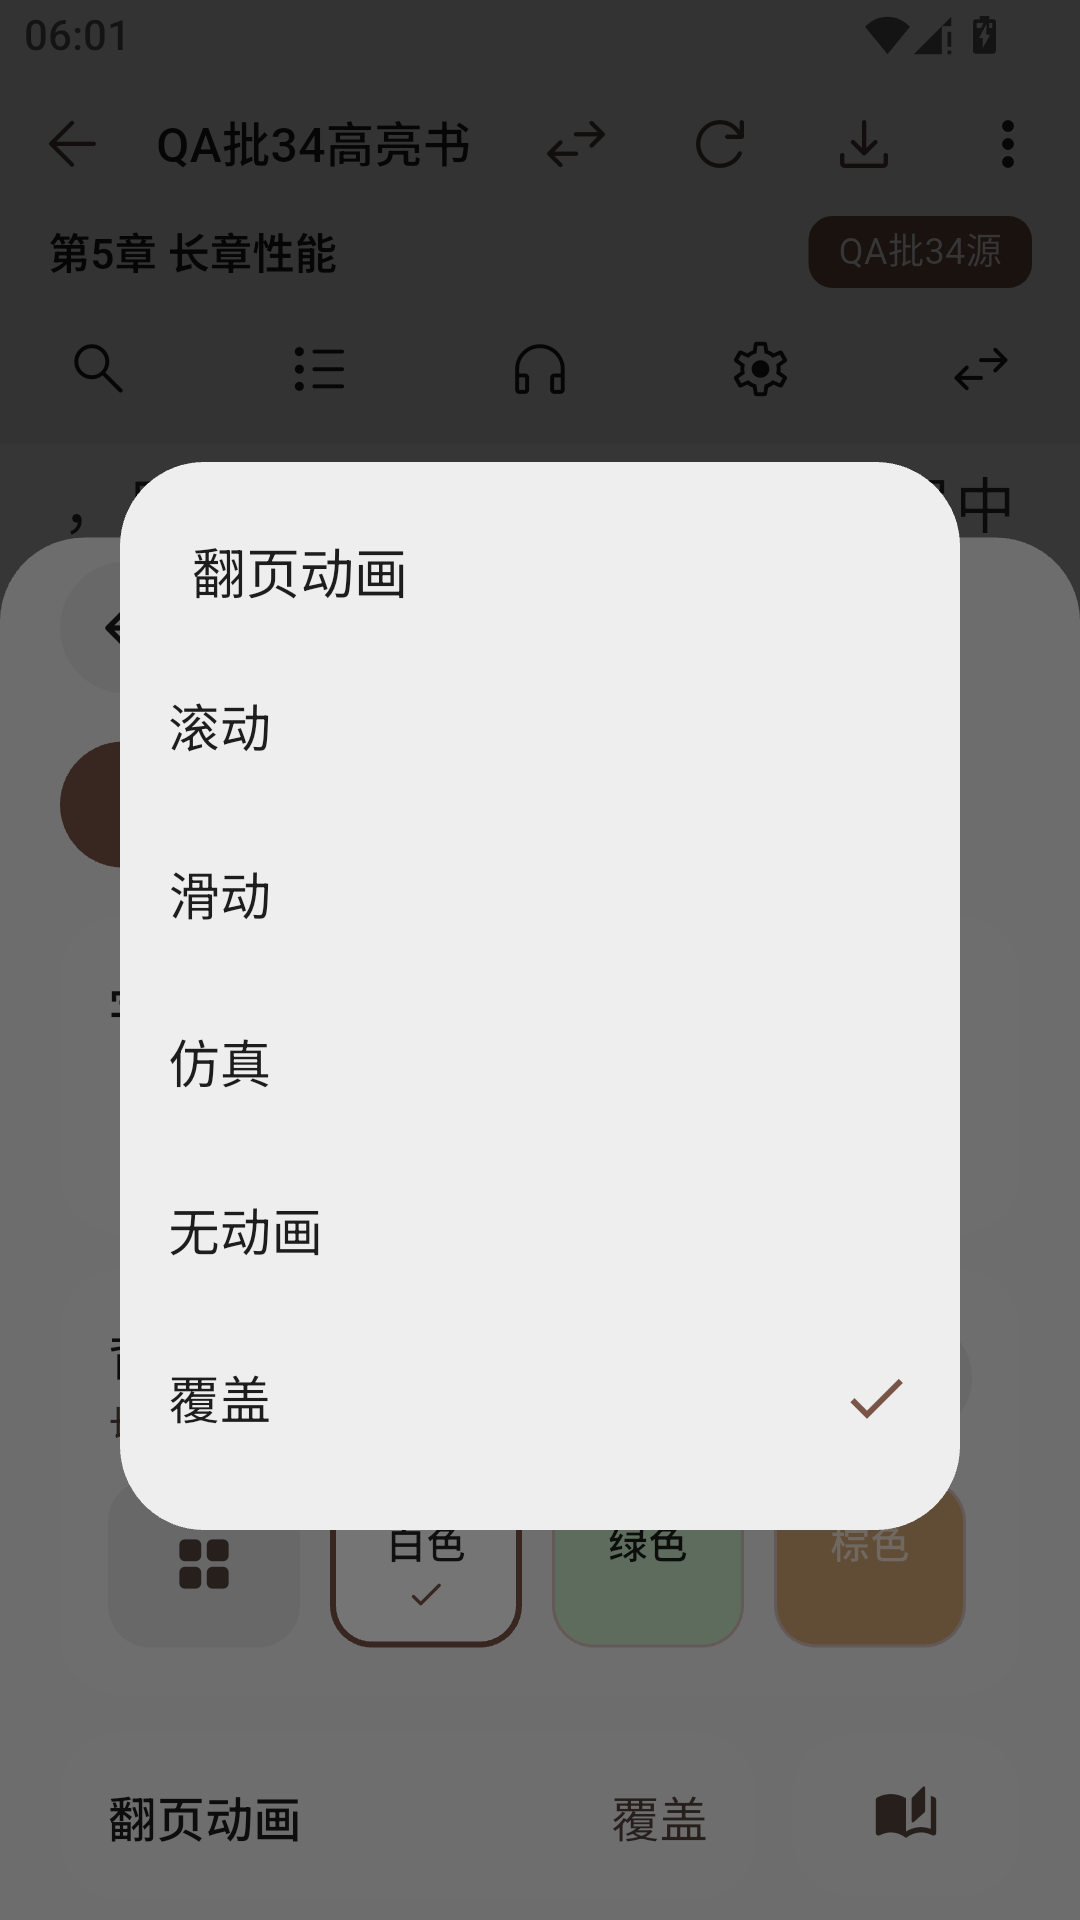 06:01
QA批34高亮书
第5章 长章性能
QA批34源
，
中
翻页动画
滚动
滑动
仿真
无动画
覆盖
白色
绿色
棕色
翻页动画
覆盖